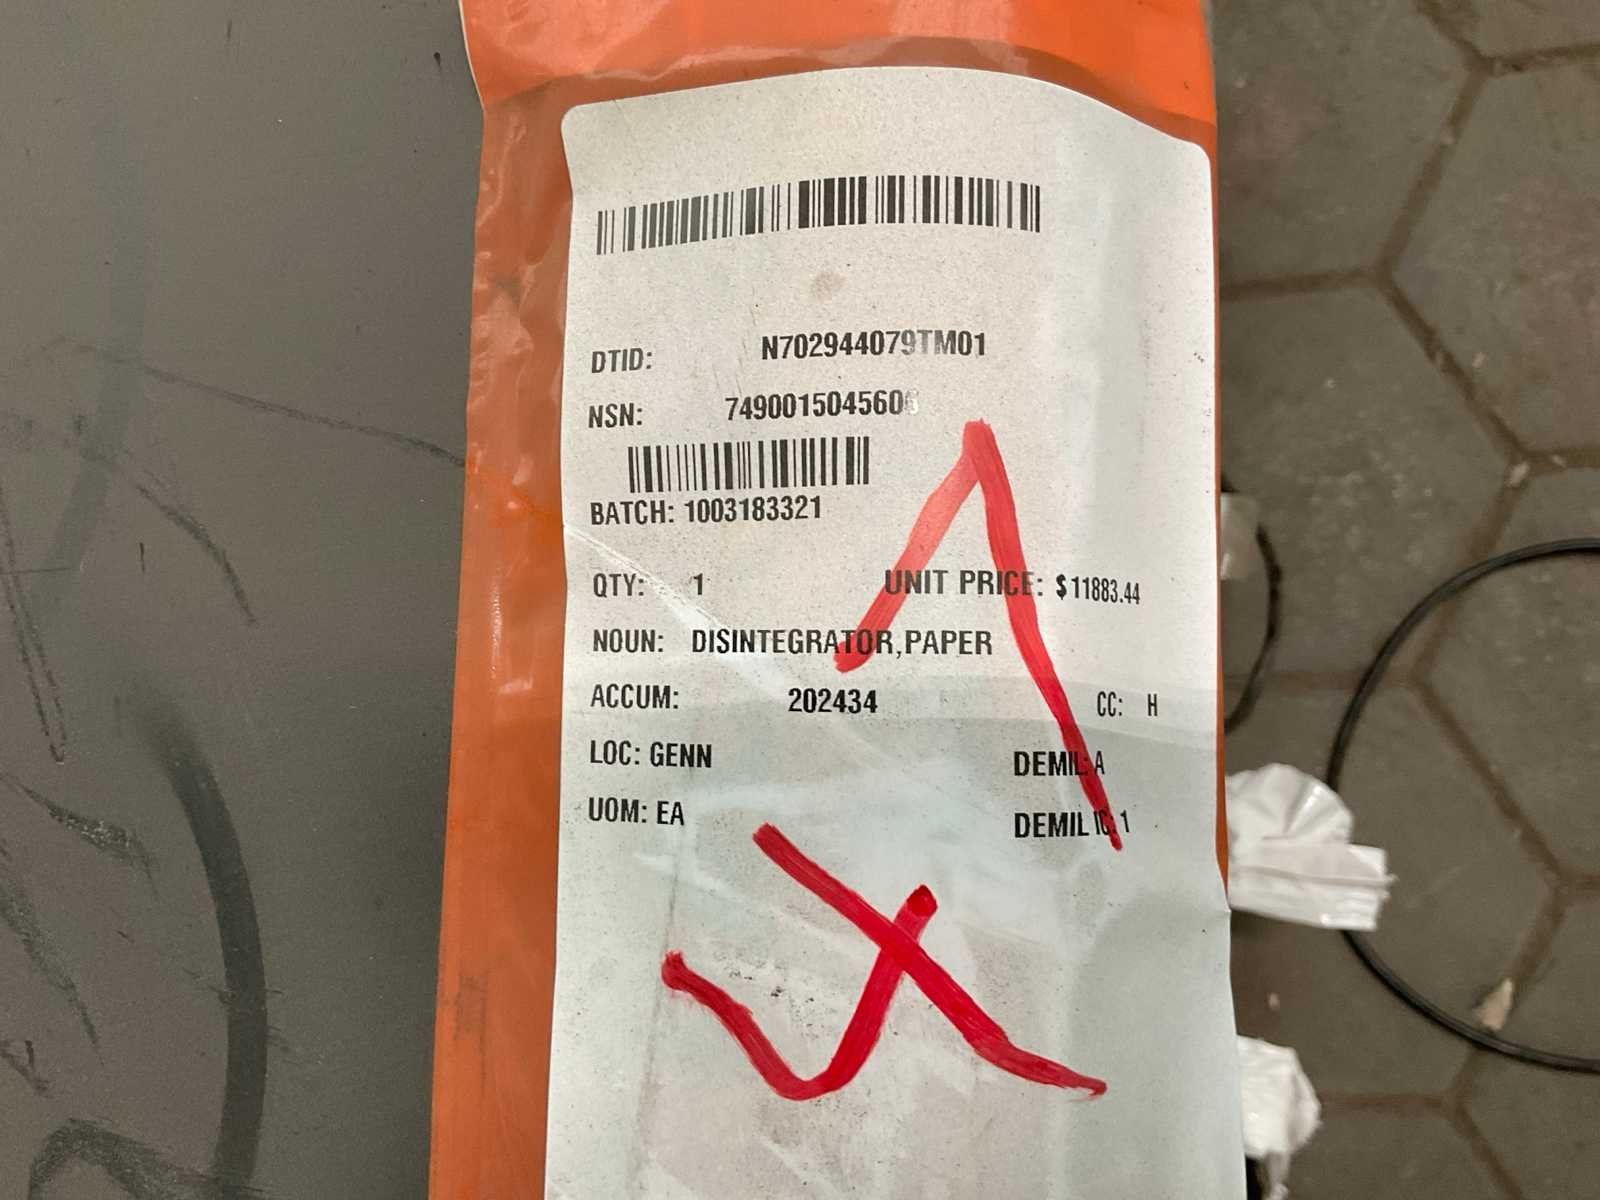 DTID: N702944079TM01
NSN: 7490015045606
BATCH: 1003183321
QTY: 1 UNIT PRICE: $11883.44
NOUN: DISINTEGRATOR,PAPER
ACCUM: 202434 CC: H
LOC: GENN DEMIL: A
UOM: EA DEMIL IC: 1